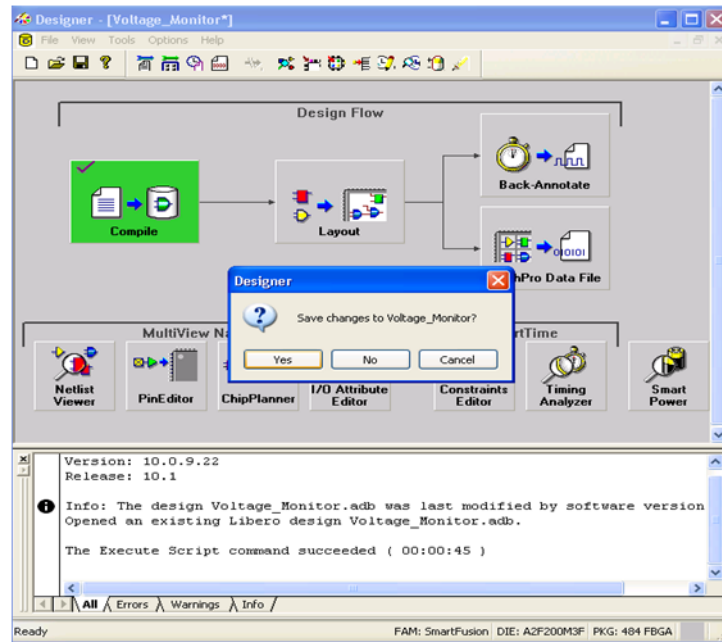 Designer - [Voltage_Monitor*]
File View Tools Options Help
Design Flow
Compile
Layout
Back-Annotate
hPro Data File
Designer
Save changes to Voltage_Monitor?
Yes No Cancel
MultiView Na
rtTime
Netlist Viewer
PinEditor
ChipPlanner
I/O Attribute Editor
Constraints Editor
Timing Analyzer
Smart Power
Version: 10.0.9.22
Release: 10.1
Info: The design Voltage_Monitor.adb was last modified by software version
Opened an existing Libero design Voltage_Monitor.adb.
The Execute Script command succeeded ( 00:00:45 )
All Errors Warnings Info
Ready FAM: SmartFusion DIE: A2F200M3F PKG: 484 FBGA